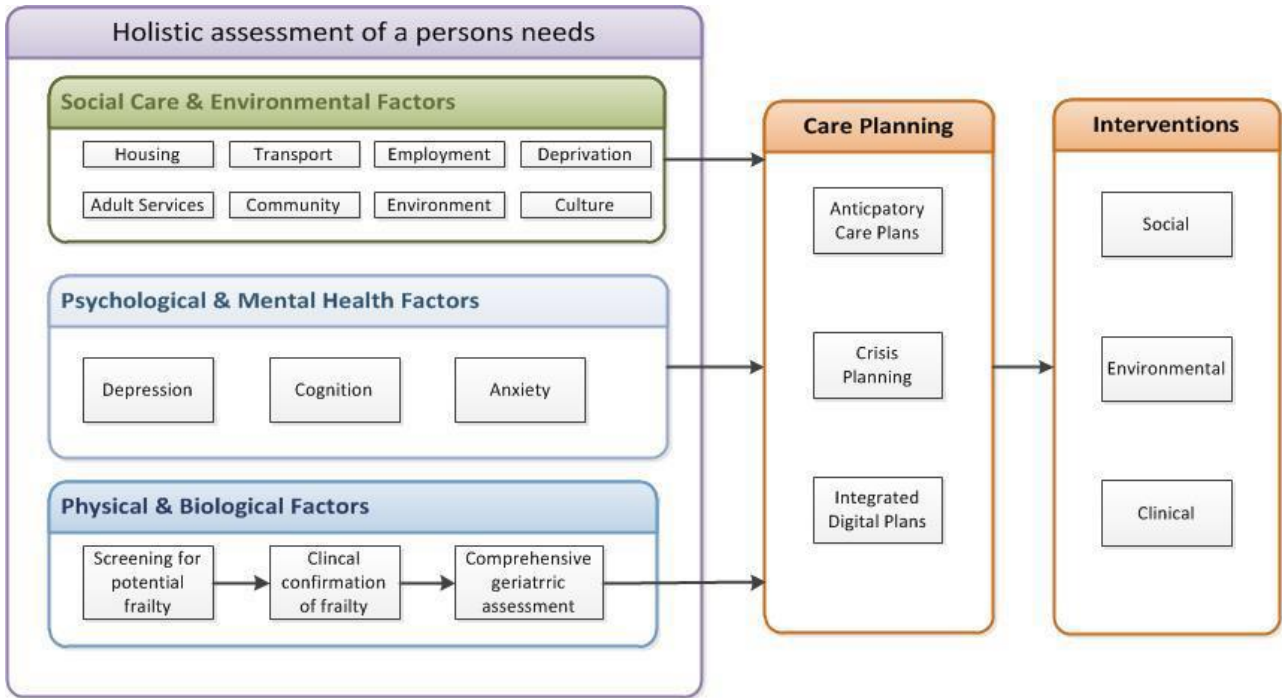 Holistic assessment of a persons needs
Social Care & Environmental Factors
Housing
Transport
Employment
Deprivation
Adult Services
Community
Environment
Culture
Psychological & Mental Health Factors
Depression
Cognition
Anxiety
Physical & Biological Factors
Screening for
potential
frailty
Clincal
confirmation
of frailty
Comprehensive
geriatrric
assessment
Care Planning
Anticpatory
Care Plans
Crisis
Planning
Integrated
Digital Plans
Interventions
Social
Environmental
Clinical